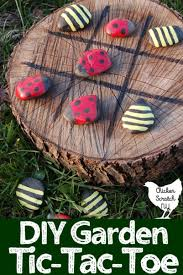 Chicken
Scratch
NY
DIY Garden
Tic-Tac-Toe